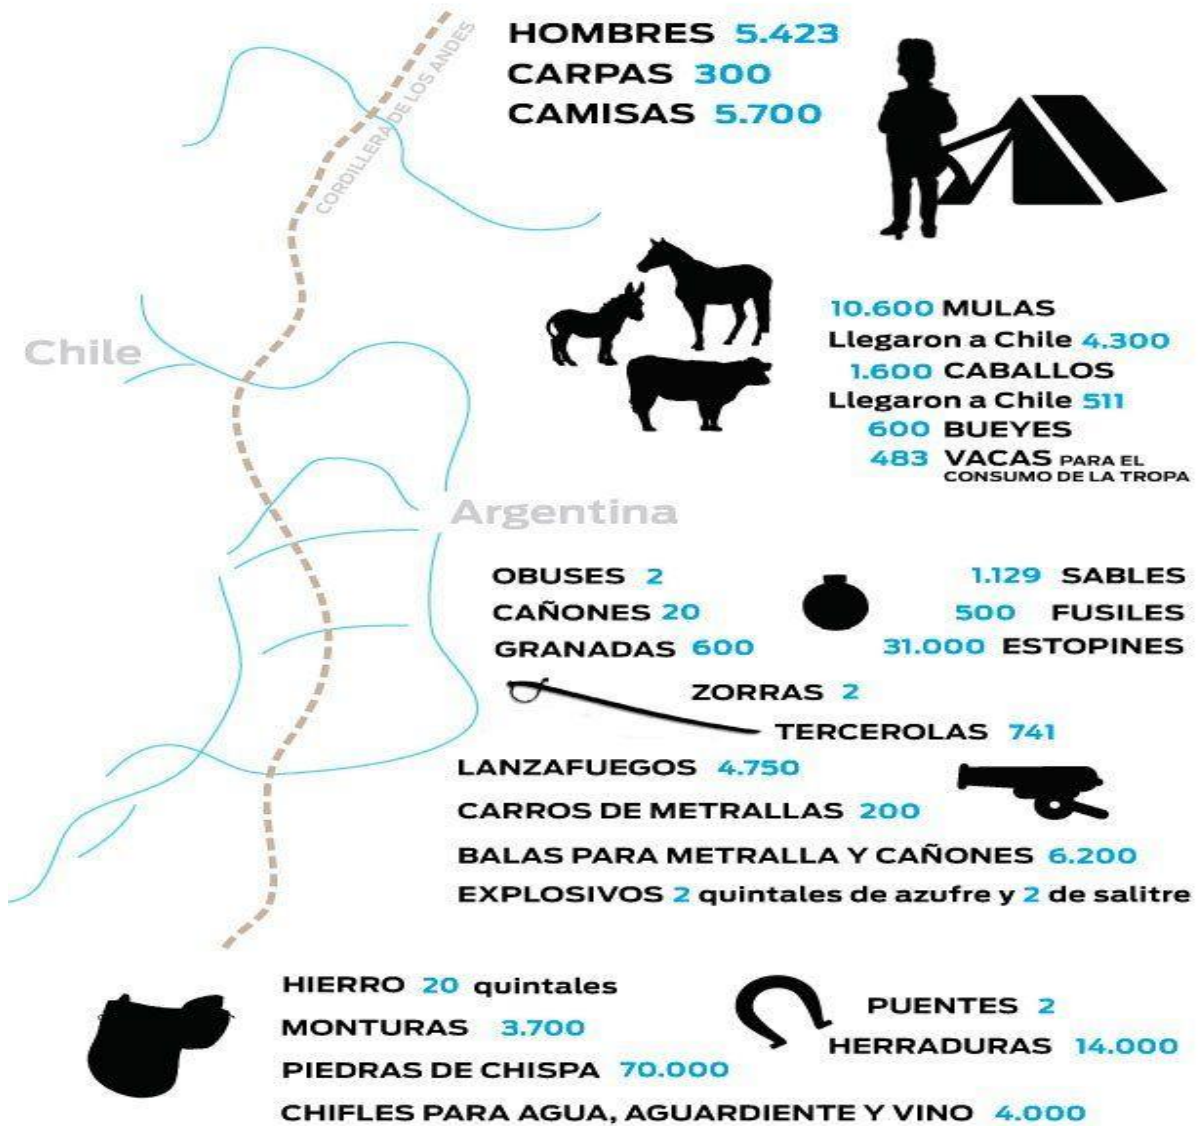 HOMBRES 5.423
CARPAS 300
CAMISAS 5.700
CORDILLERA DE LOS ANDES
10.600 MULAS
Llegaron a Chile 4.300
1.600 CABALLOS
Llegaron a Chile 511
600 BUEYES
483 VACAS PARA EL
CONSUMO DE LA TROPA
Chile
Argentina
OBUSES 2
CAÑONES 20
GRANADAS 600
1.129 SABLES
500 FUSILES
31.000 ESTOPINES
ZORRAS 2
TERCEROLAS 741
LANZAFUEGOS 4.750
CARROS DE METRALLAS 200
BALAS PARA METRALLA Y CAÑONES 6.200
EXPLOSIVOS 2 quintales de azufre y 2 de salitre
HIERRO 20 quintales
MONTURAS 3.700
PIEDRAS DE CHISPA 70.000
PUENTES 2
HERRADURAS 14.000
CHIFLES PARA AGUA, AGUARDIENTE Y VINO 4.000